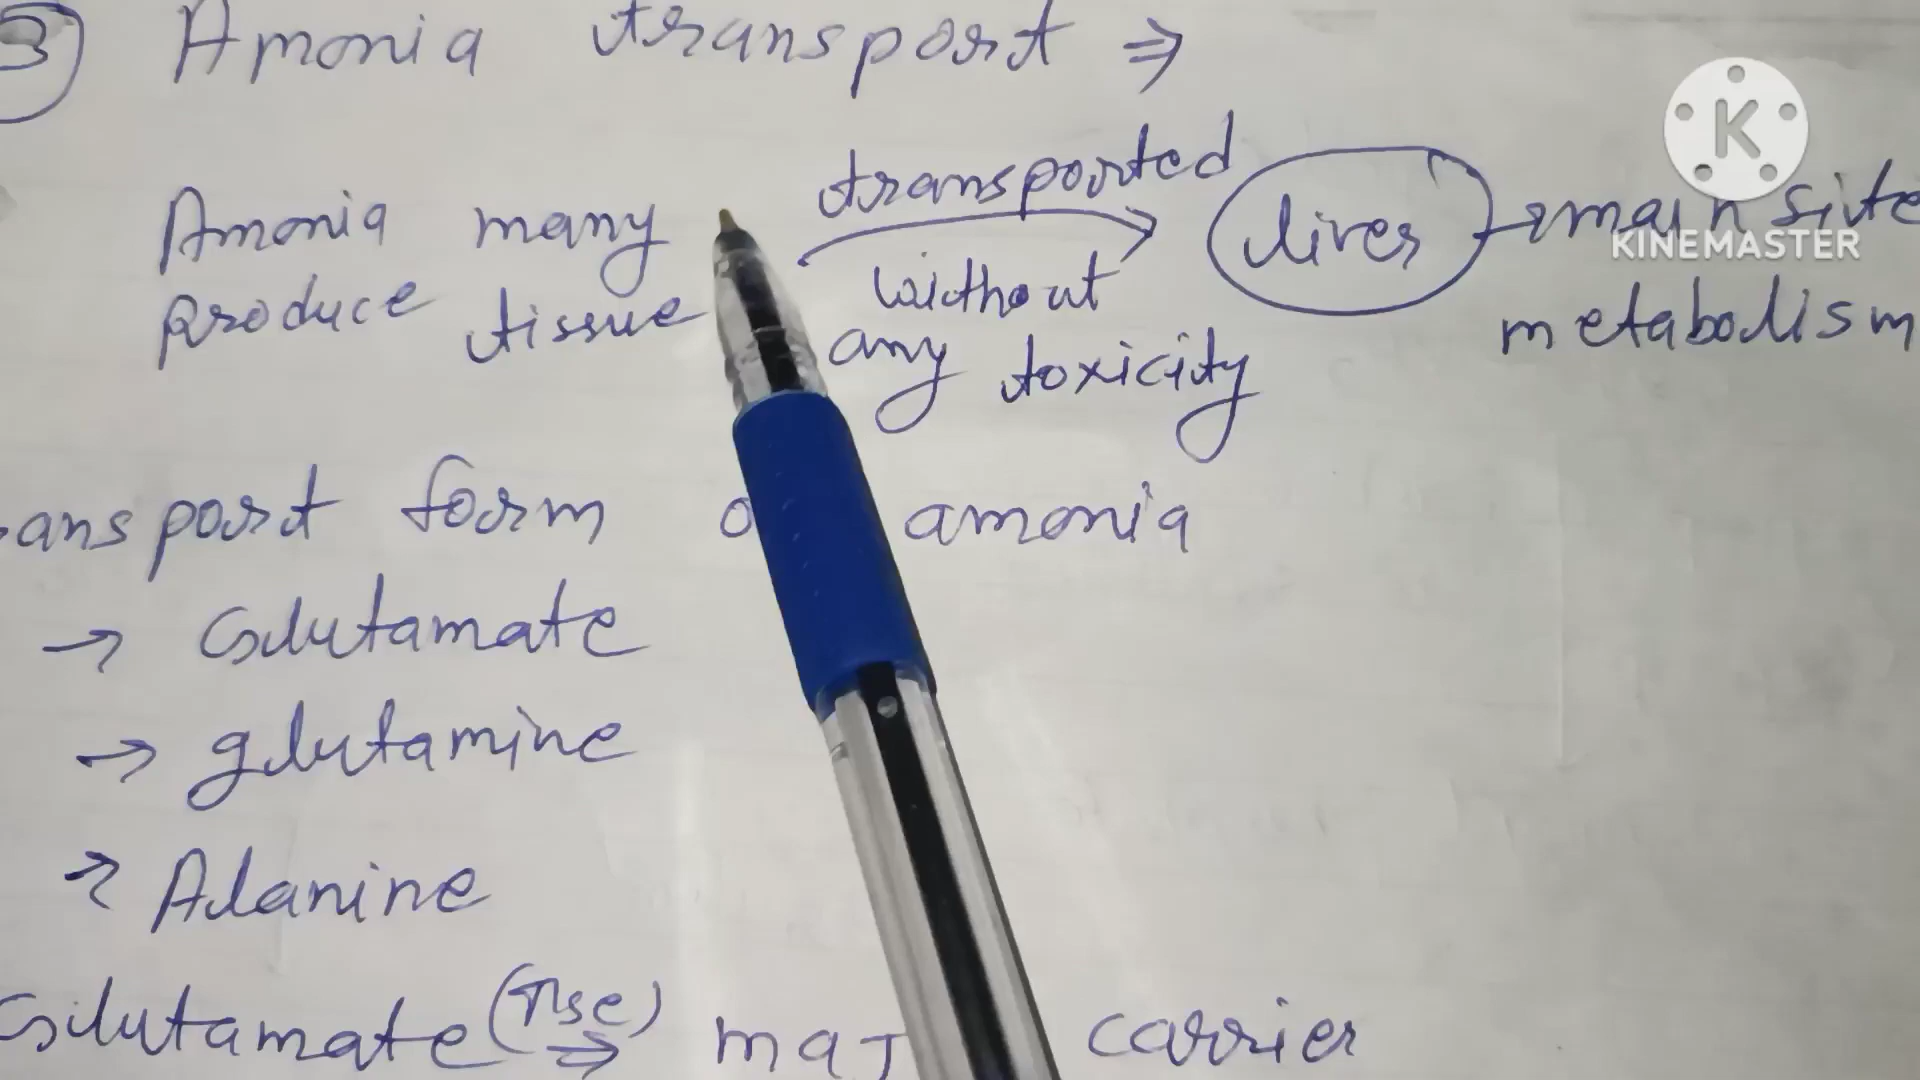 3 Amonia transport ⇒
Amonia many transported liver → main site
produce tissue without metabolism
any toxicity
ansport form o amonia
→ Glutamate
→ glutamine
→ Alanine
Glutamate ⇒ maj carrier
K
KINEMASTER